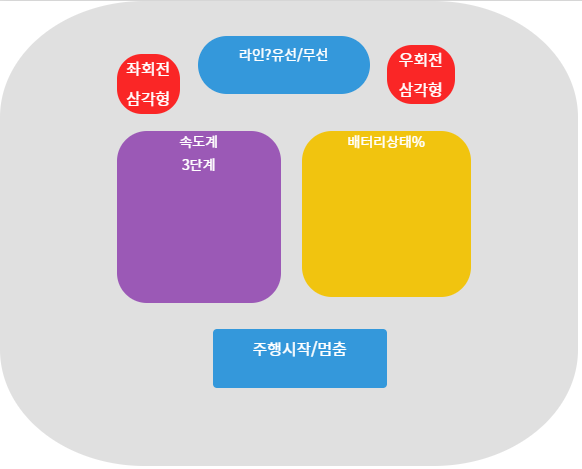 라인?유선/무선
좌회전
삼각형
우회전
삼각형
속도계
3단계
배터리상태%
주행시작/멈춤